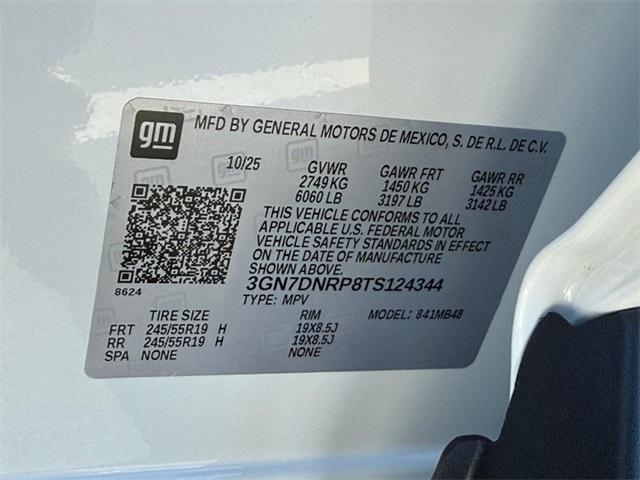 gm
MFD BY GENERAL MOTORS DE MEXICO, S. DE R.L. DE C.V.
10/25 GVWR GAWR FRT GAWR RR
2749 KG 1450 KG 1425 KG
6060 LB 3197 LB 3142 LB
THIS VEHICLE CONFORMS TO ALL
APPLICABLE U.S. FEDERAL MOTOR
VEHICLE SAFETY STANDARDS IN EFFECT
ON THE DATE OF MANUFACTURE
SHOWN ABOVE.
8624
3GN7DNRP8TS124344
TYPE: MPV MODEL: 841MB48
TIRE SIZE RIM
FRT 245/55R19 H 19X8.5J
RR 245/55R19 H 19X8.5J
SPA NONE NONE